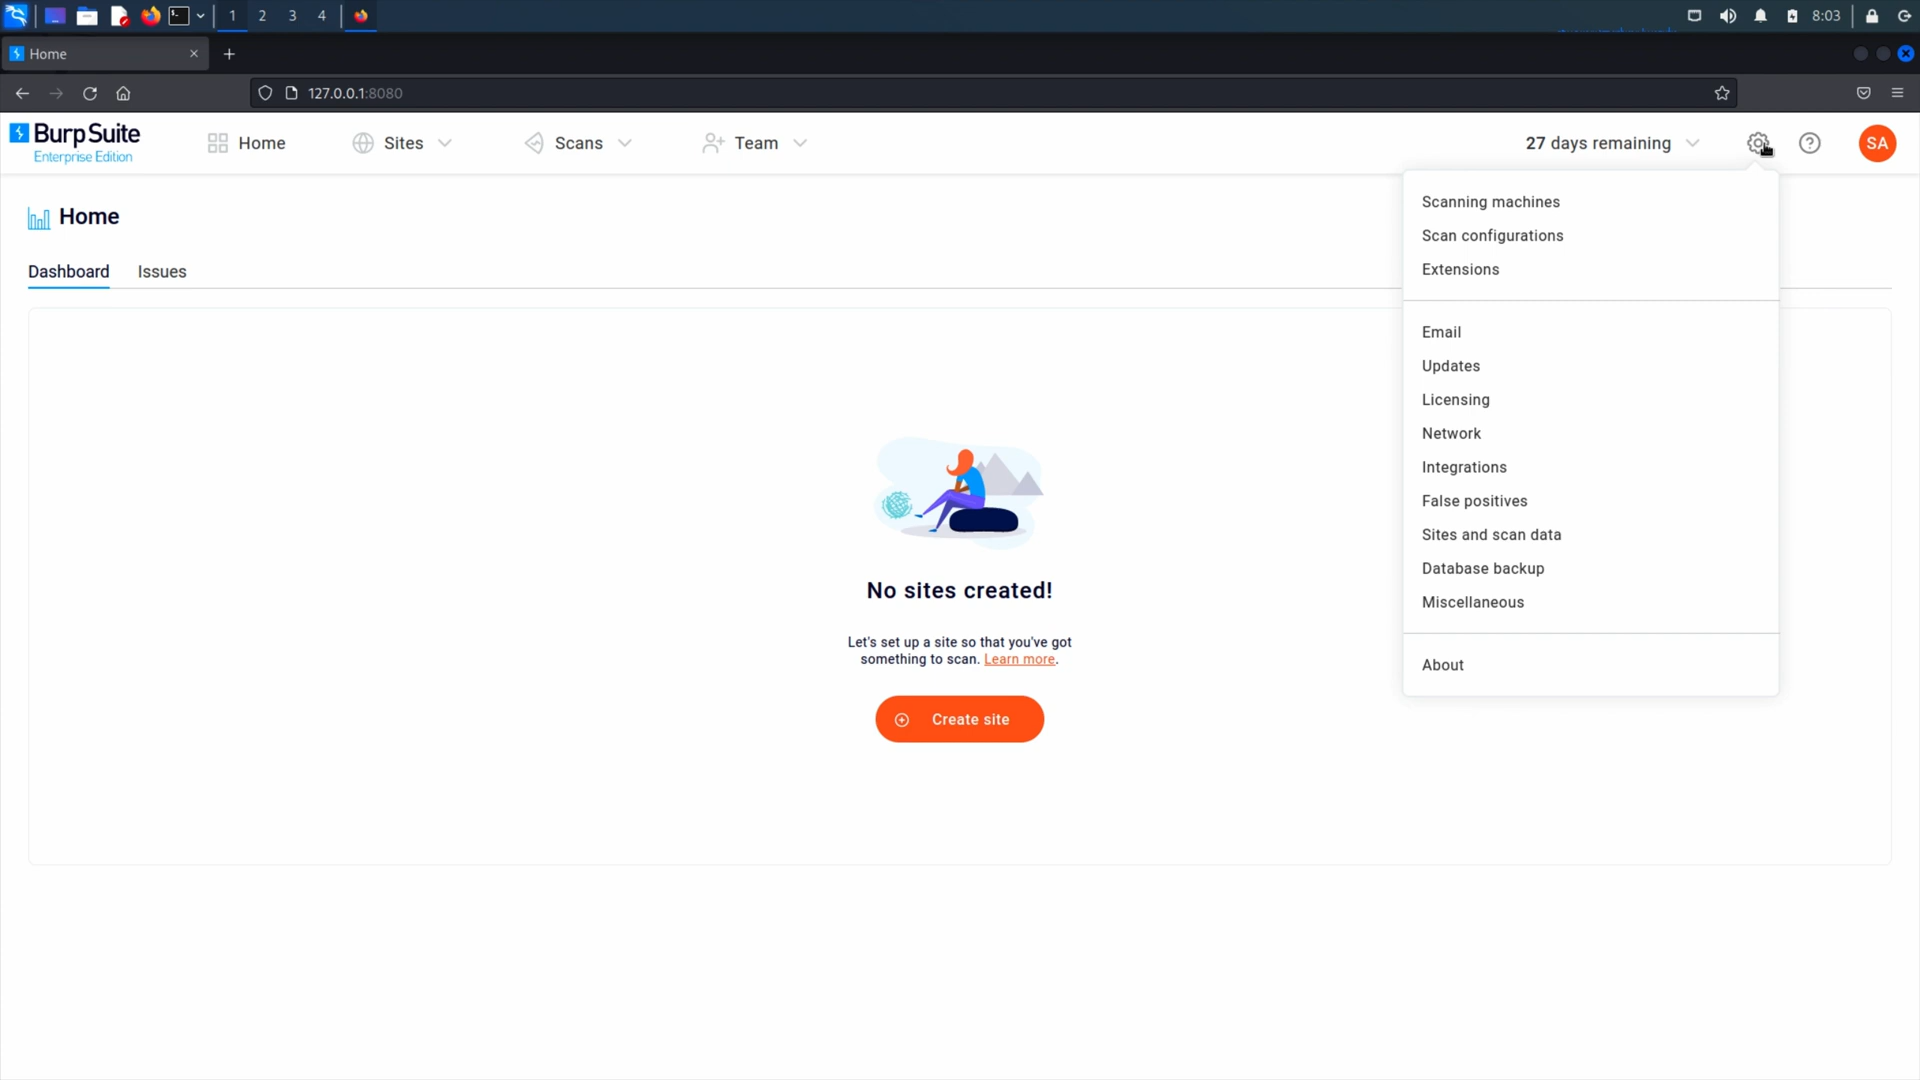 1 2 3 4 8:03
Home
127.0.0.1:8080
Burp Suite
Enterprise Edition
Home Sites Scans Team 27 days remaining SA
Home
Dashboard Issues
No sites created!
Let's set up a site so that you've got
something to scan. Learn more.
Create site
Scanning machines
Scan configurations
Extensions
Email
Updates
Licensing
Network
Integrations
False positives
Sites and scan data
Database backup
Miscellaneous
About